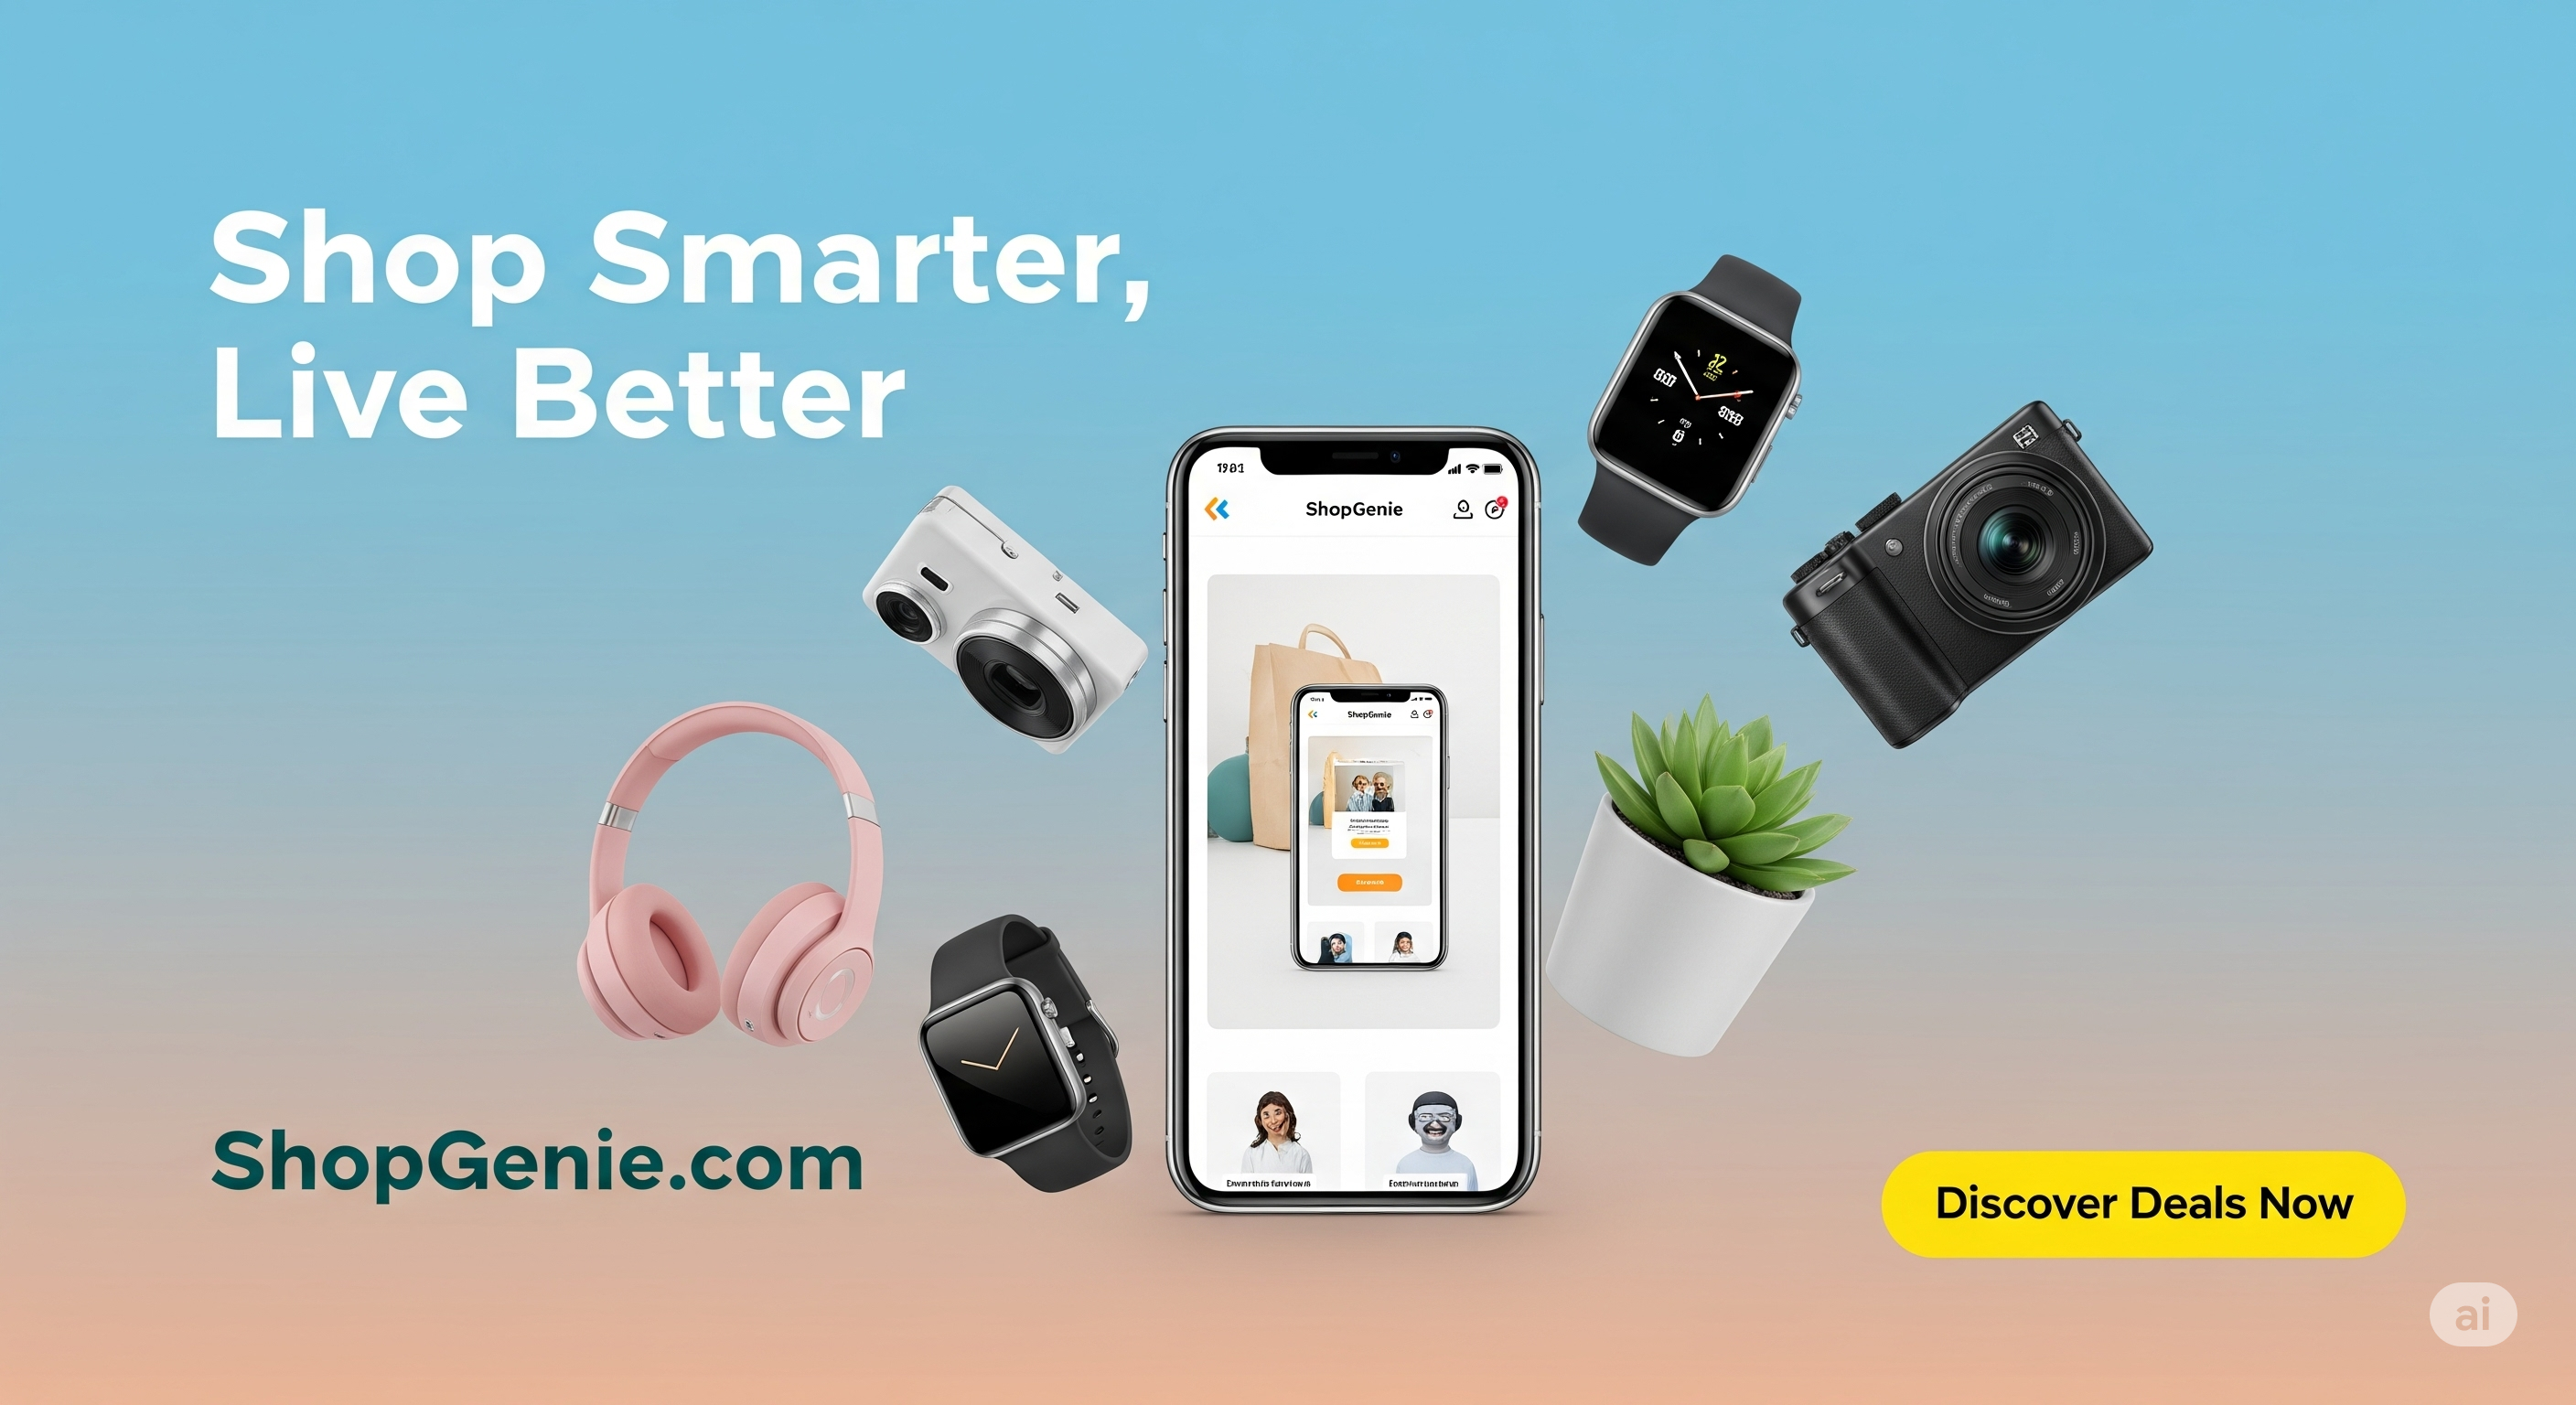 Shop Smarter,
Live Better
ShopGenie
ShopGenie.com
Discover Deals Now
ai